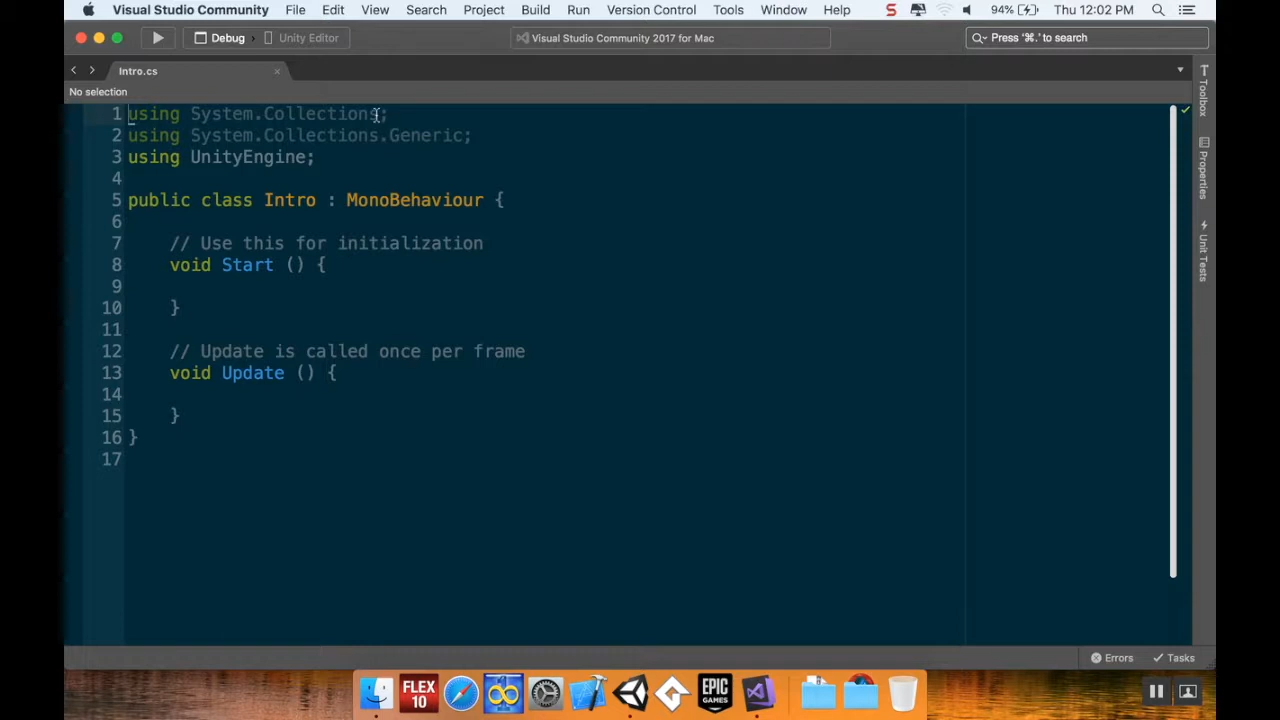 Visual Studio Community File Edit View Search Project Build Run Version Control Tools Window Help S 94% Thu 12:02 PM
Debug Unity Editor Visual Studio Community 2017 for Mac Press '⌘.' to search
Intro.cs
No selection
1 using System.Collections;
2 using System.Collections.Generic;
3 using UnityEngine;
4
5 public class Intro : MonoBehaviour {
6
7 // Use this for initialization
8 void Start () {
9
10 }
11
12 // Update is called once per frame
13 void Update () {
14
15 }
16 }
17
Toolbox
Properties
Unit Tests
Errors Tasks
FLEX 10 EPIC GAMES